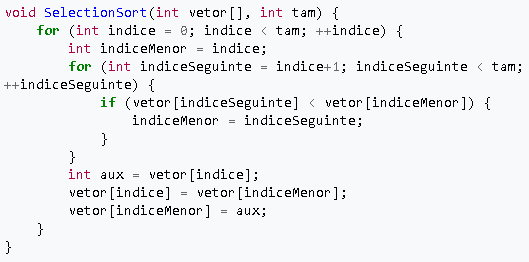 void SelectionSort(int vetor[], int tam) {
    for (int indice = 0; indice < tam; ++indice) {
        int indiceMenor = indice;
        for (int indiceSeguinte = indice+1; indiceSeguinte < tam;
++indiceSeguinte) {
            if (vetor[indiceSeguinte] < vetor[indiceMenor]) {
                indiceMenor = indiceSeguinte;
            }
        }
        int aux = vetor[indice];
        vetor[indice] = vetor[indiceMenor];
        vetor[indiceMenor] = aux;
    }
}